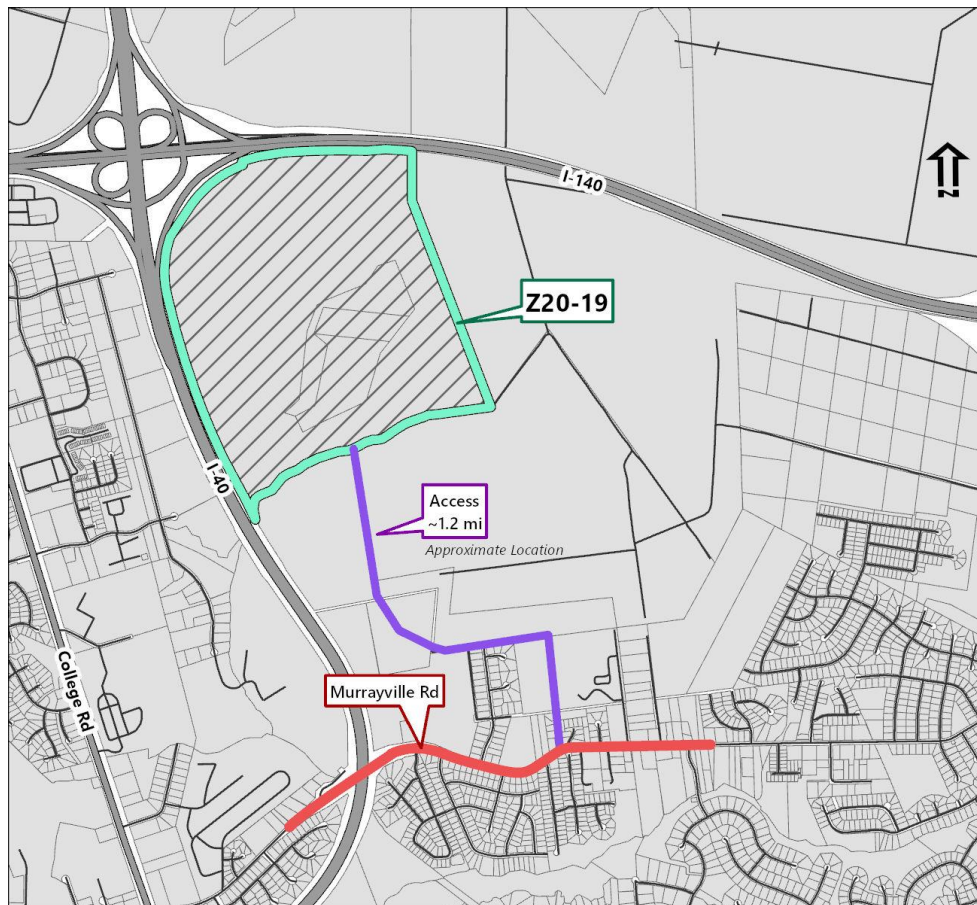 I-140
N
Z20-19
I-40
Access
~1.2 mi
Approximate Location
College Rd
Murrayville Rd